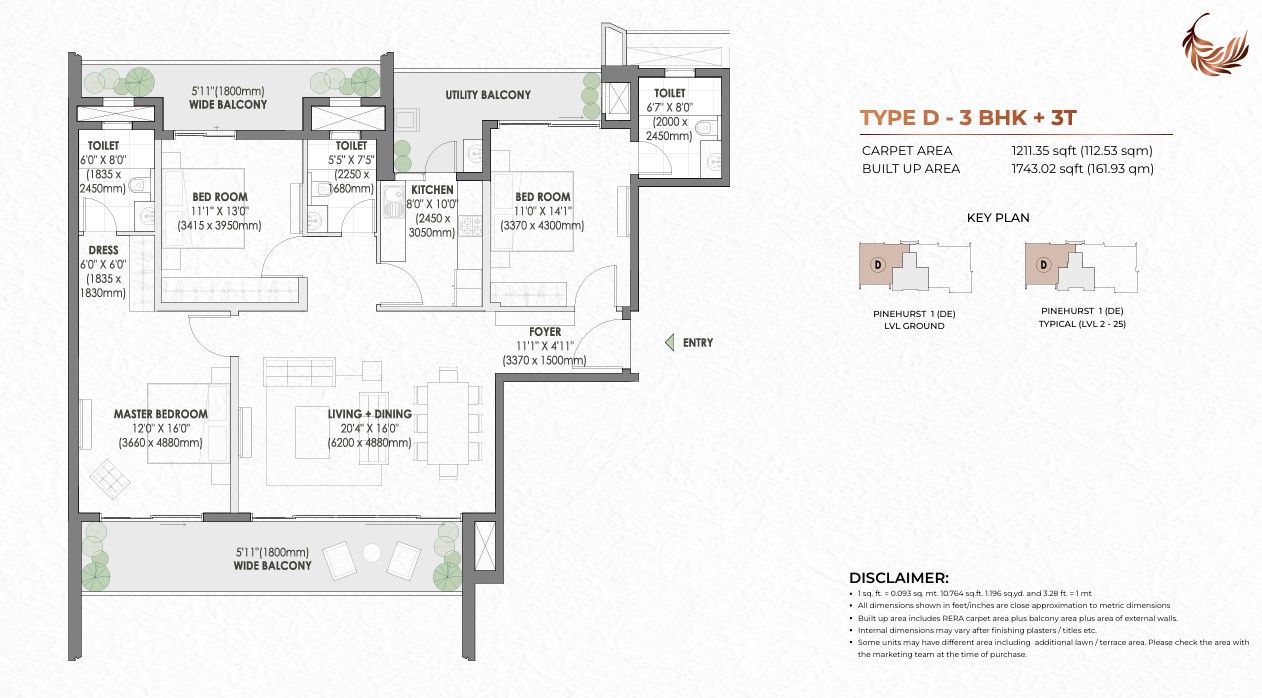 5'11"(1800mm)
WIDE BALCONY
UTILITY BALCONY
TOILET
6'7" X 8'0"
(2000 x
2450mm)
TOILET
6'0" X 8'0"
(1835 x
2450mm)
BED ROOM
11'1" X 13'0"
(3415 x 3950mm)
TOILET
5'5" X 7'5"
(2250 x
1680mm)
KITCHEN
8'0" X 10'0"
(2450 x
3050mm)
BED ROOM
11'0" X 14'1"
(3370 x 4300mm)
DRESS
6'0" X 6'0"
(1835 x
1830mm)
FOYER
11'1" X 4'11"
(3370 x 1500mm)
ENTRY
MASTER BEDROOM
12'0" X 16'0"
(3660 x 4880mm)
LIVING + DINING
20'4" X 16'0"
(6200 x 4880mm)
5'11"(1800mm)
WIDE BALCONY
TYPE D - 3 BHK + 3T
CARPET AREA 1211.35 sqft (112.53 sqm)
BUILT UP AREA 1743.02 sqft (161.93 qm)
KEY PLAN
D
D
PINEHURST 1 (DE)
LVL GROUND
PINEHURST 1 (DE)
TYPICAL (LVL 2 - 25)
DISCLAIMER:
• 1 sq. ft. = 0.093 sq. mt. 10.764 sq.ft. 1.196 sq.yd. and 3.28 ft. = 1 mt
• All dimensions shown in feet/inches are close approximation to metric dimensions
• Built up area includes RERA carpet area plus balcony area plus area of external walls.
• Internal dimensions may vary after finishing plasters / titles etc.
• Some units may have different area including additional lawn / terrace area. Please check the area with
the marketing team at the time of purchase.